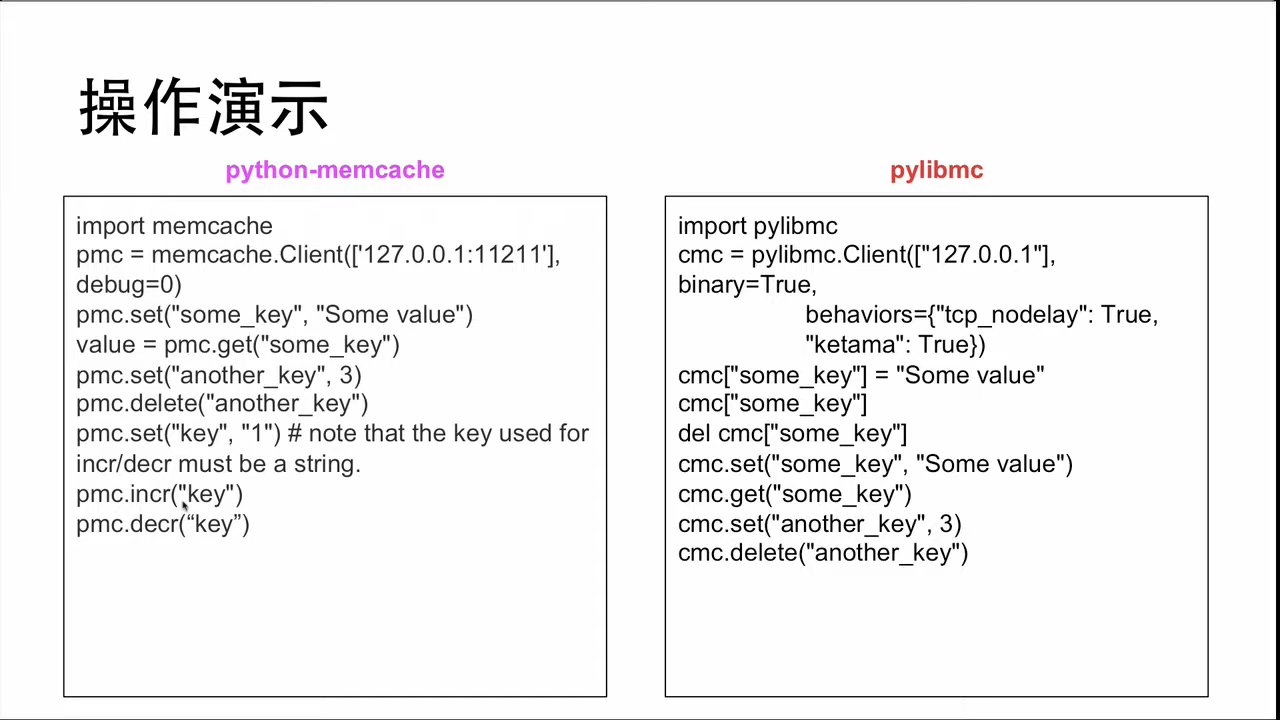 操作演示
python-memcache
import memcache
pmc = memcache.Client(['127.0.0.1:11211'],
debug=0)
pmc.set("some_key", "Some value")
value = pmc.get("some_key")
pmc.set("another_key", 3)
pmc.delete("another_key")
pmc.set("key", "1") # note that the key used for
incr/decr must be a string.
pmc.incr("key")
pmc.decr(“key”)
pylibmc
import pylibmc
cmc = pylibmc.Client(["127.0.0.1"],
binary=True,
behaviors={"tcp_nodelay": True,
"ketama": True})
cmc["some_key"] = "Some value"
cmc["some_key"]
del cmc["some_key"]
cmc.set("some_key", "Some value")
cmc.get("some_key")
cmc.set("another_key", 3)
cmc.delete("another_key")